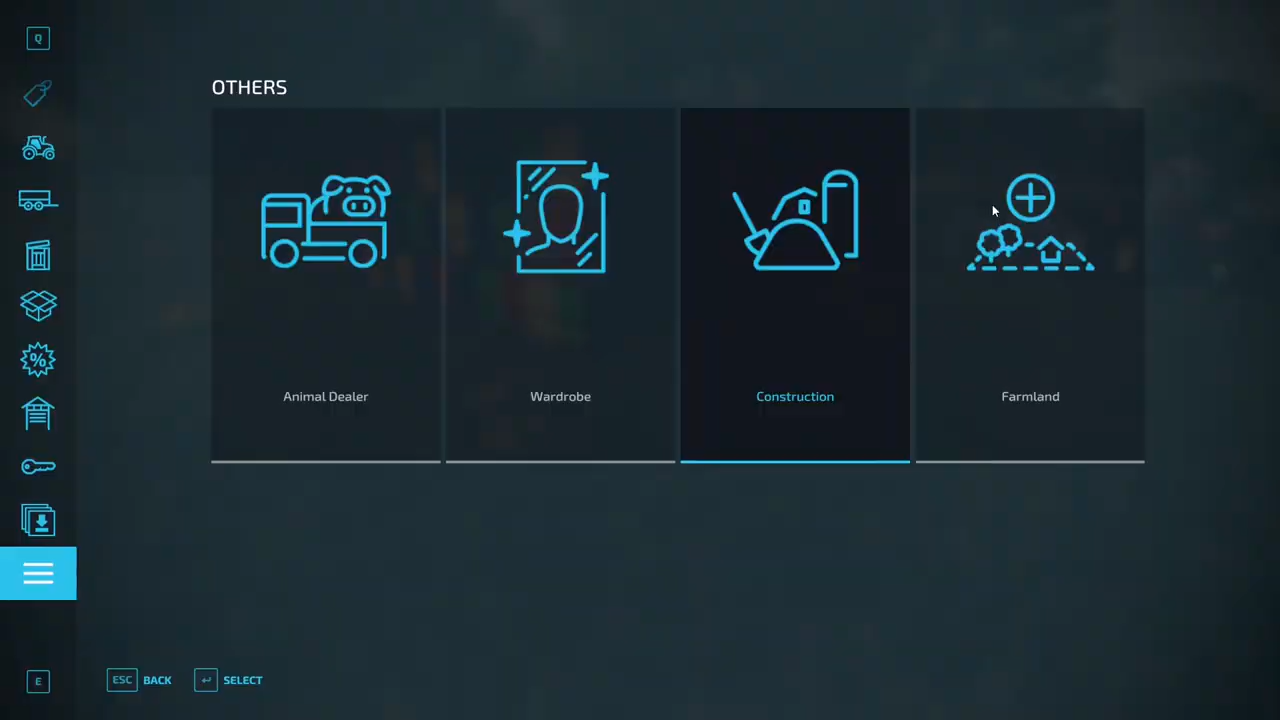 Q
OTHERS
%
Animal Dealer
Wardrobe
Construction
Farmland
E
ESC BACK
SELECT